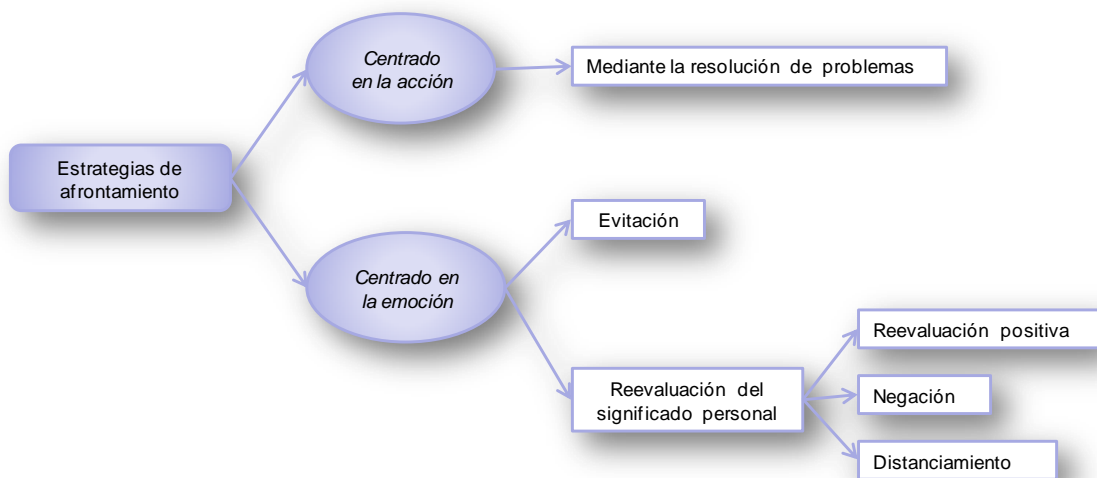 Centrado
en la acción
Mediante la resolución de problemas
Estrategias de
afrontamiento
Evitación
Centrado en
la emoción
Reevaluación positiva
Reevaluación del
significado personal
Negación
Distanciamiento